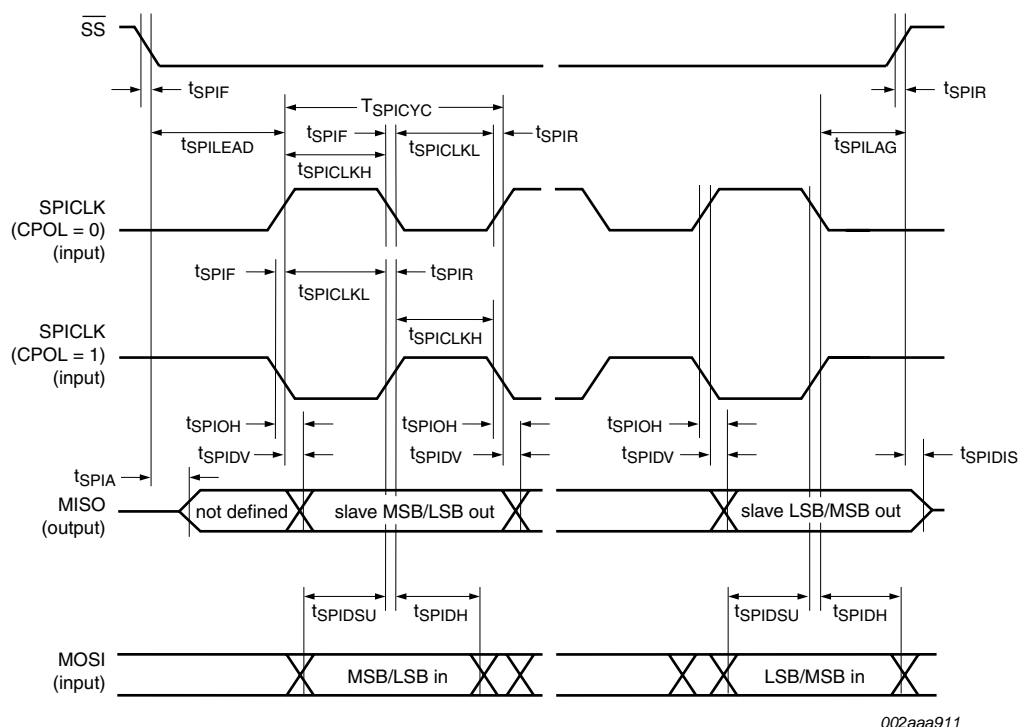 SS
tSPIF
tSPIR
TSPICYC
tSPIF
tSPICLKL
tSPIR
tSPILEAD
tSPILAG
tSPICLKH
SPICLK
(CPOL = 0)
(input)
tSPIF
tSPIR
tSPICLKL
SPICLK
(CPOL = 1)
(input)
tSPICLKH
tSPIOH
tSPIOH
tSPIOH
tSPIDV
tSPIDV
tSPIDV
tSPIDIS
tSPIA
MISO
(output)
not defined
slave MSB/LSB out
slave LSB/MSB out
tSPIDSU
tSPIDH
tSPIDSU
tSPIDH
MOSI
(input)
MSB/LSB in
LSB/MSB in
002aaa911